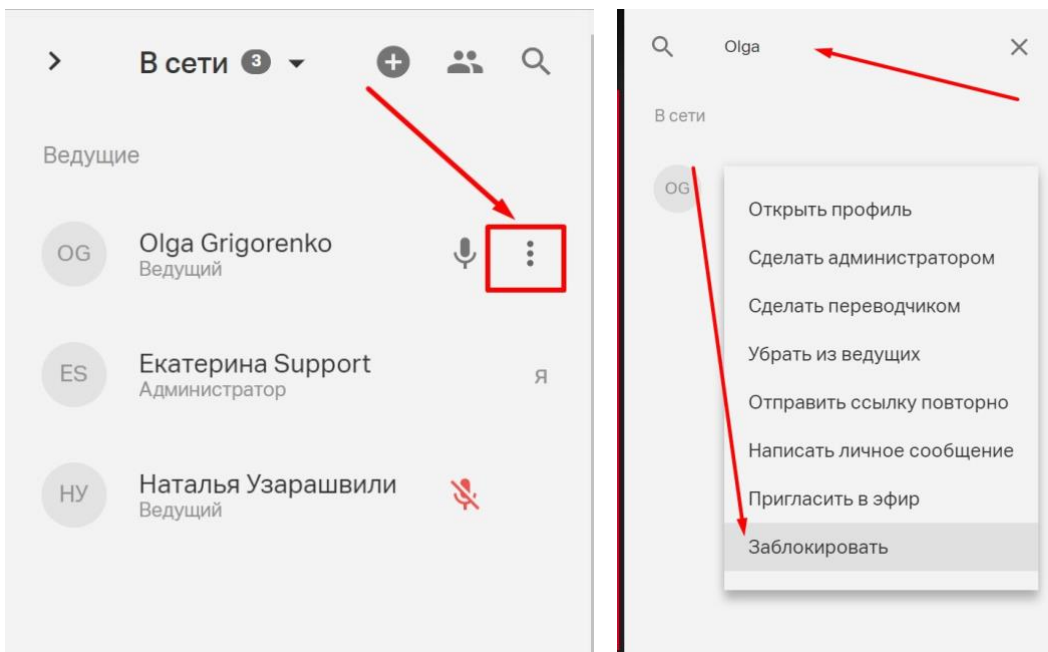 В сети 3
Ведущие
OG
Olga Grigorenko
Ведущий
ES
Екатерина Support
Администратор
я
НУ
Наталья Узарашвили
Ведущий
Olga
В сети
OG
Открыть профиль
Сделать администратором
Сделать переводчиком
Убрать из ведущих
Отправить ссылку повторно
Написать личное сообщение
Пригласить в эфир
Заблокировать